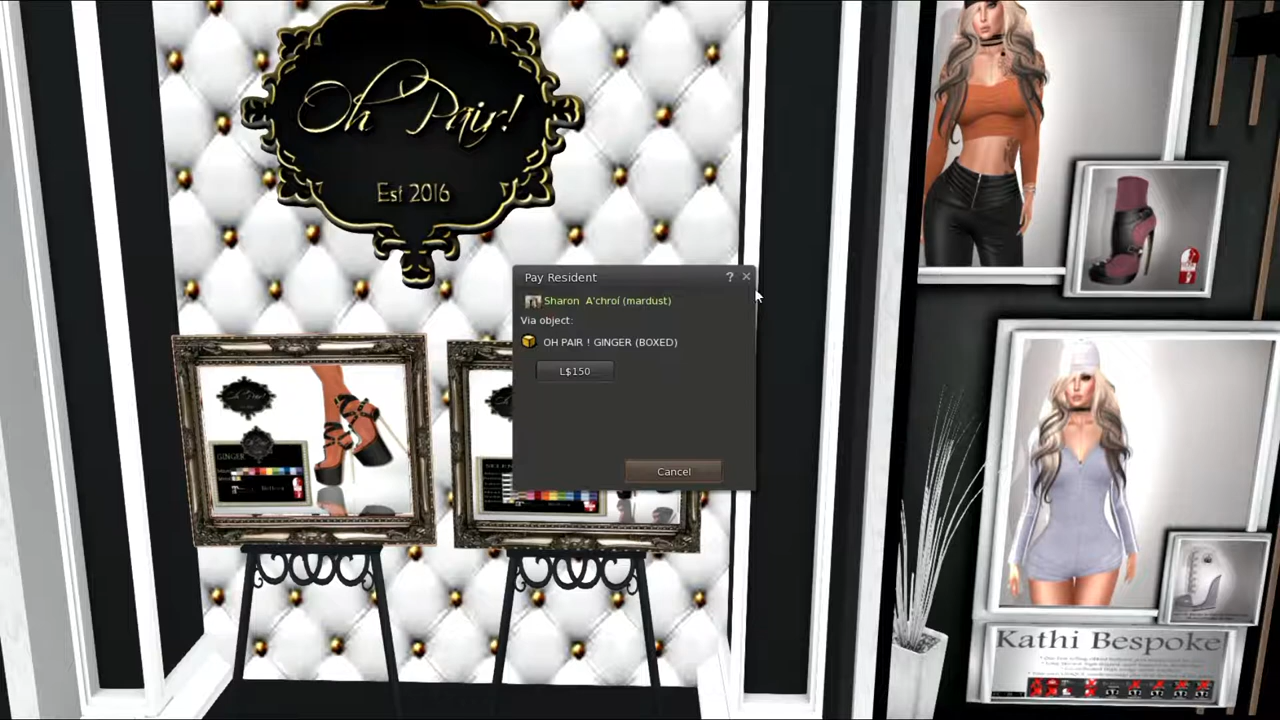 Oh Pair!
Est 2016
Pay Resident
?
Sharon A'chroí (mardust)
Via object:
OH PAIR ! GINGER (BOXED)
L$150
Cancel
GINGER
Kathi Bespoke